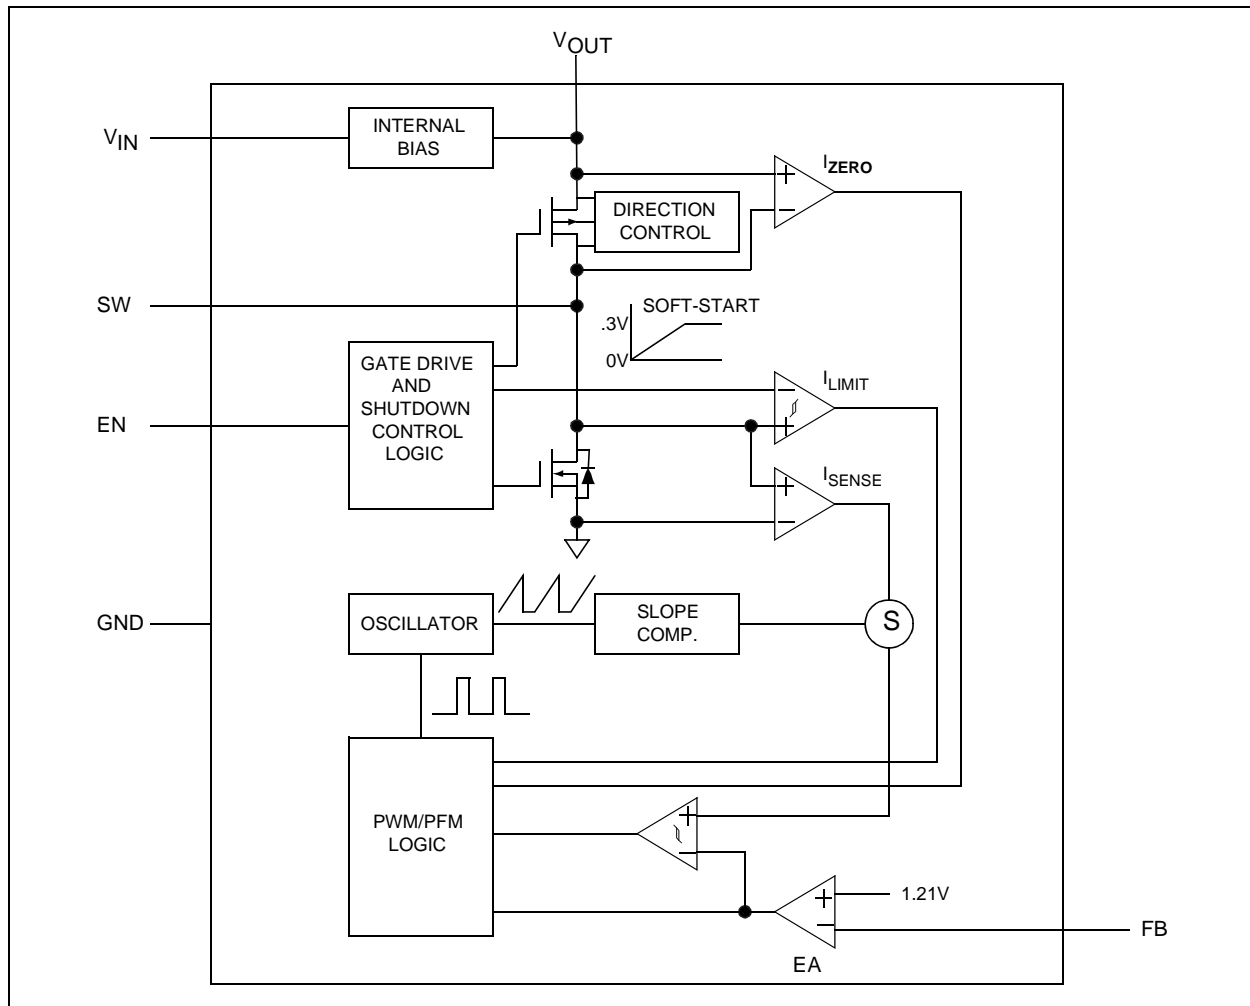 VOUT
VIN
INTERNAL
BIAS
IZERO
+
−
DIRECTION
CONTROL
SW
SOFT-START
.3V
0V
GATE DRIVE
AND
SHUTDOWN
CONTROL
LOGIC
ILIMIT
−
+
EN
ISENSE
+
−
GND
OSCILLATOR
SLOPE
COMP.
S
PWM/PFM
LOGIC
+
−
1.21V
+
−
FB
EA